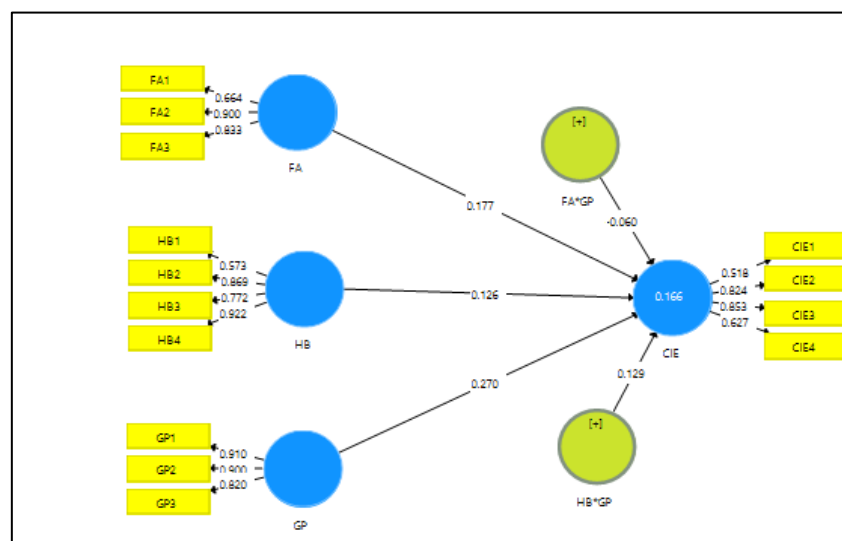 FA1
FA2
FA3
0.664
0.900
0.833
FA
[+]
FA*GP
0.177
-0.060
HB1
HB2
HB3
HB4
0.573
0.869
0.772
0.922
HB
0.126
0.166
CIE
0.518
0.824
0.853
0.627
CIE1
CIE2
CIE3
CIE4
0.270
0.129
[+]
HB*GP
GP1
GP2
GP3
0.910
0.900
0.820
GP